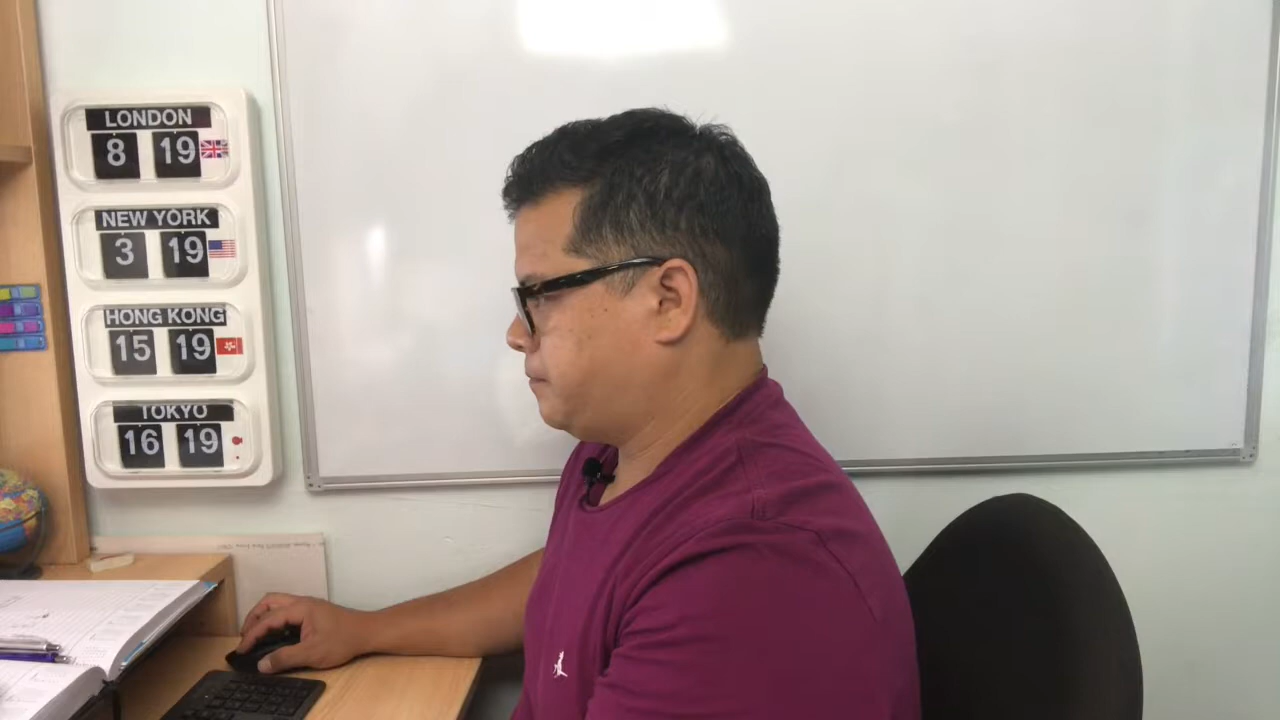 LONDON
8 19
NEW YORK
3 19
HONG KONG
15 19
TOKYO
16 19